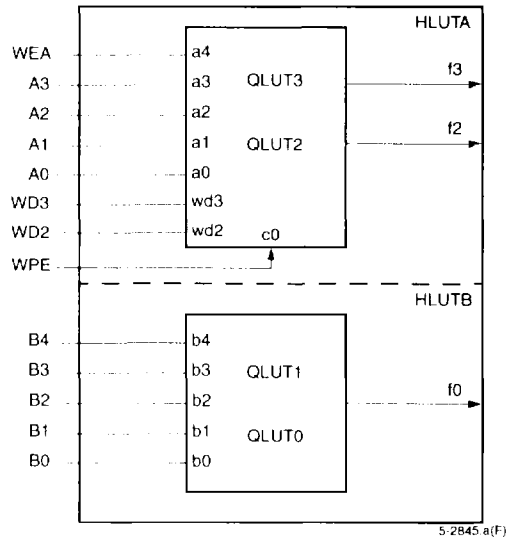 HLUTA
WEA a4
A3 a3 QLUT3 f3
A2 a2
A1 a1 QLUT2 f2
A0 a0
WD3 wd3
WD2 wd2
c0
WPE
HLUTB
B4 b4
B3 b3 QLUT1
B2 b2 f0
B1 b1 QLUT0
B0 b0
5-2845.a(F)